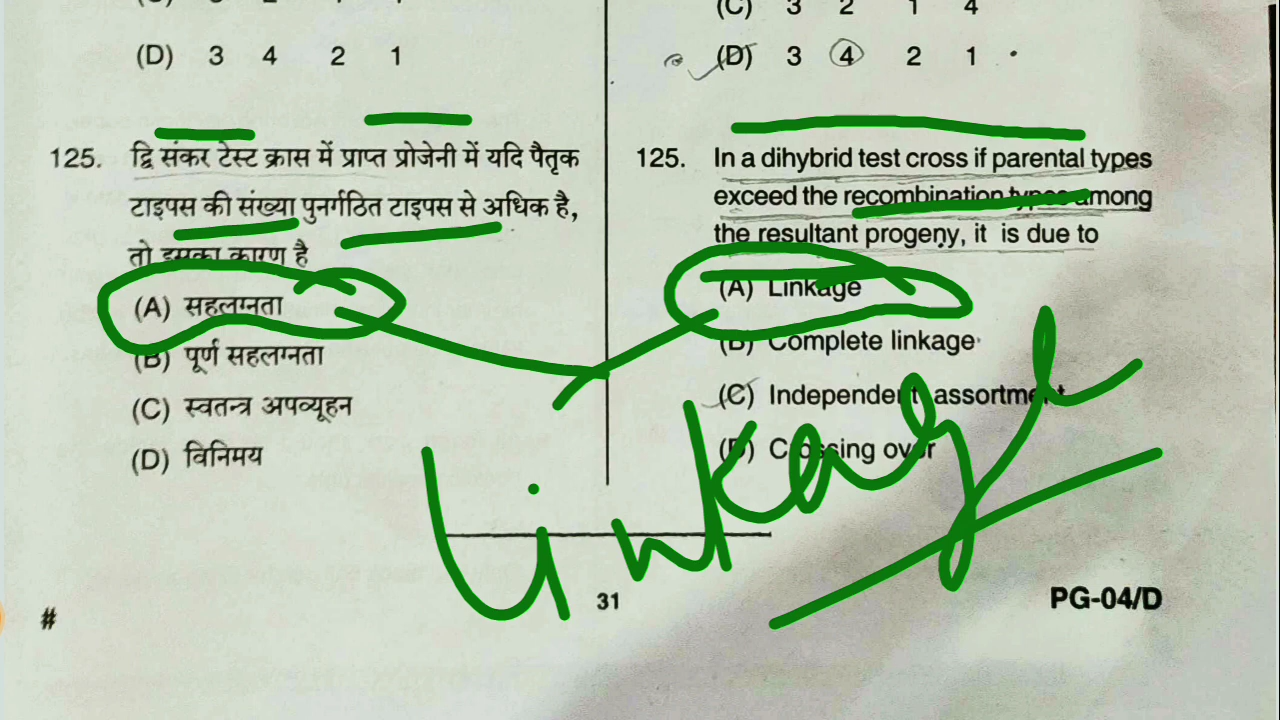 (D) 3 4 2 1
125. द्वि संकर टेस्ट क्रास में प्राप्त प्रोजेनी में यदि पैतृक
टाइपस की संख्या पुनर्गठित टाइपस से अधिक है,
तो इसका कारण है
(A) सहलग्नता
(B) पूर्ण सहलग्नता
(C) स्वतन्त्र अपव्यूहन
(D) विनिमय
(C) 3 2 1 4
(D) 3 4 2 1
125. In a dihybrid test cross if parental types
exceed the recombination types among
the resultant progeny, it is due to
(A) Linkage
(B) Complete linkage
(C) Independent assortment
(D) Crossing over
Linkage
# 31 PG-04/D